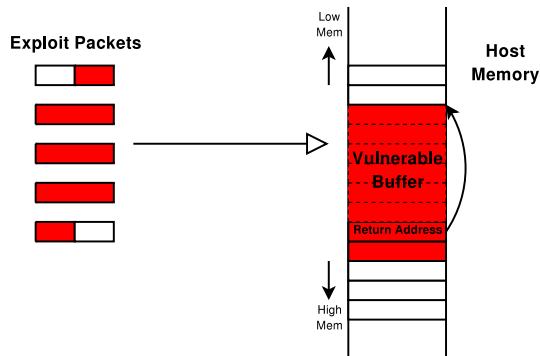 Exploit Packets
Low
Mem
Host
Memory
Vulnerable
Buffer
Return Address
High
Mem